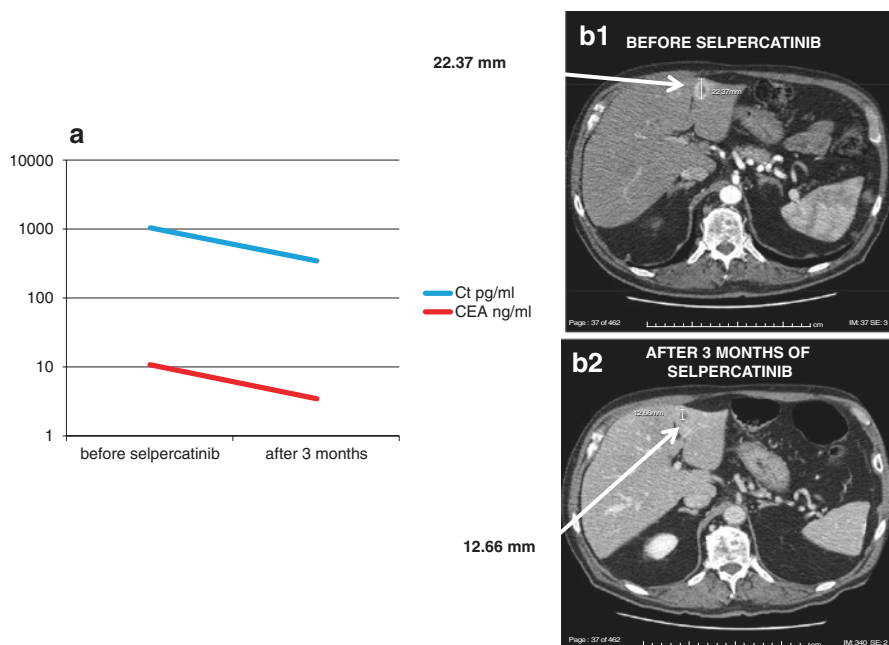 22.37 mm
a
10000
1000
100
10
1
before selpercatinib
after 3 months
Ct pg/ml
CEA ng/ml
b1
BEFORE SELPERCATINIB
22,37mm
Page : 37 of 462
cm
IM: 37 SE: 3
12.66 mm
b2
AFTER 3 MONTHS OF
SELPERCATINIB
12,66mm
Page : 37 of 462
cm
IM: 340 SE: 2